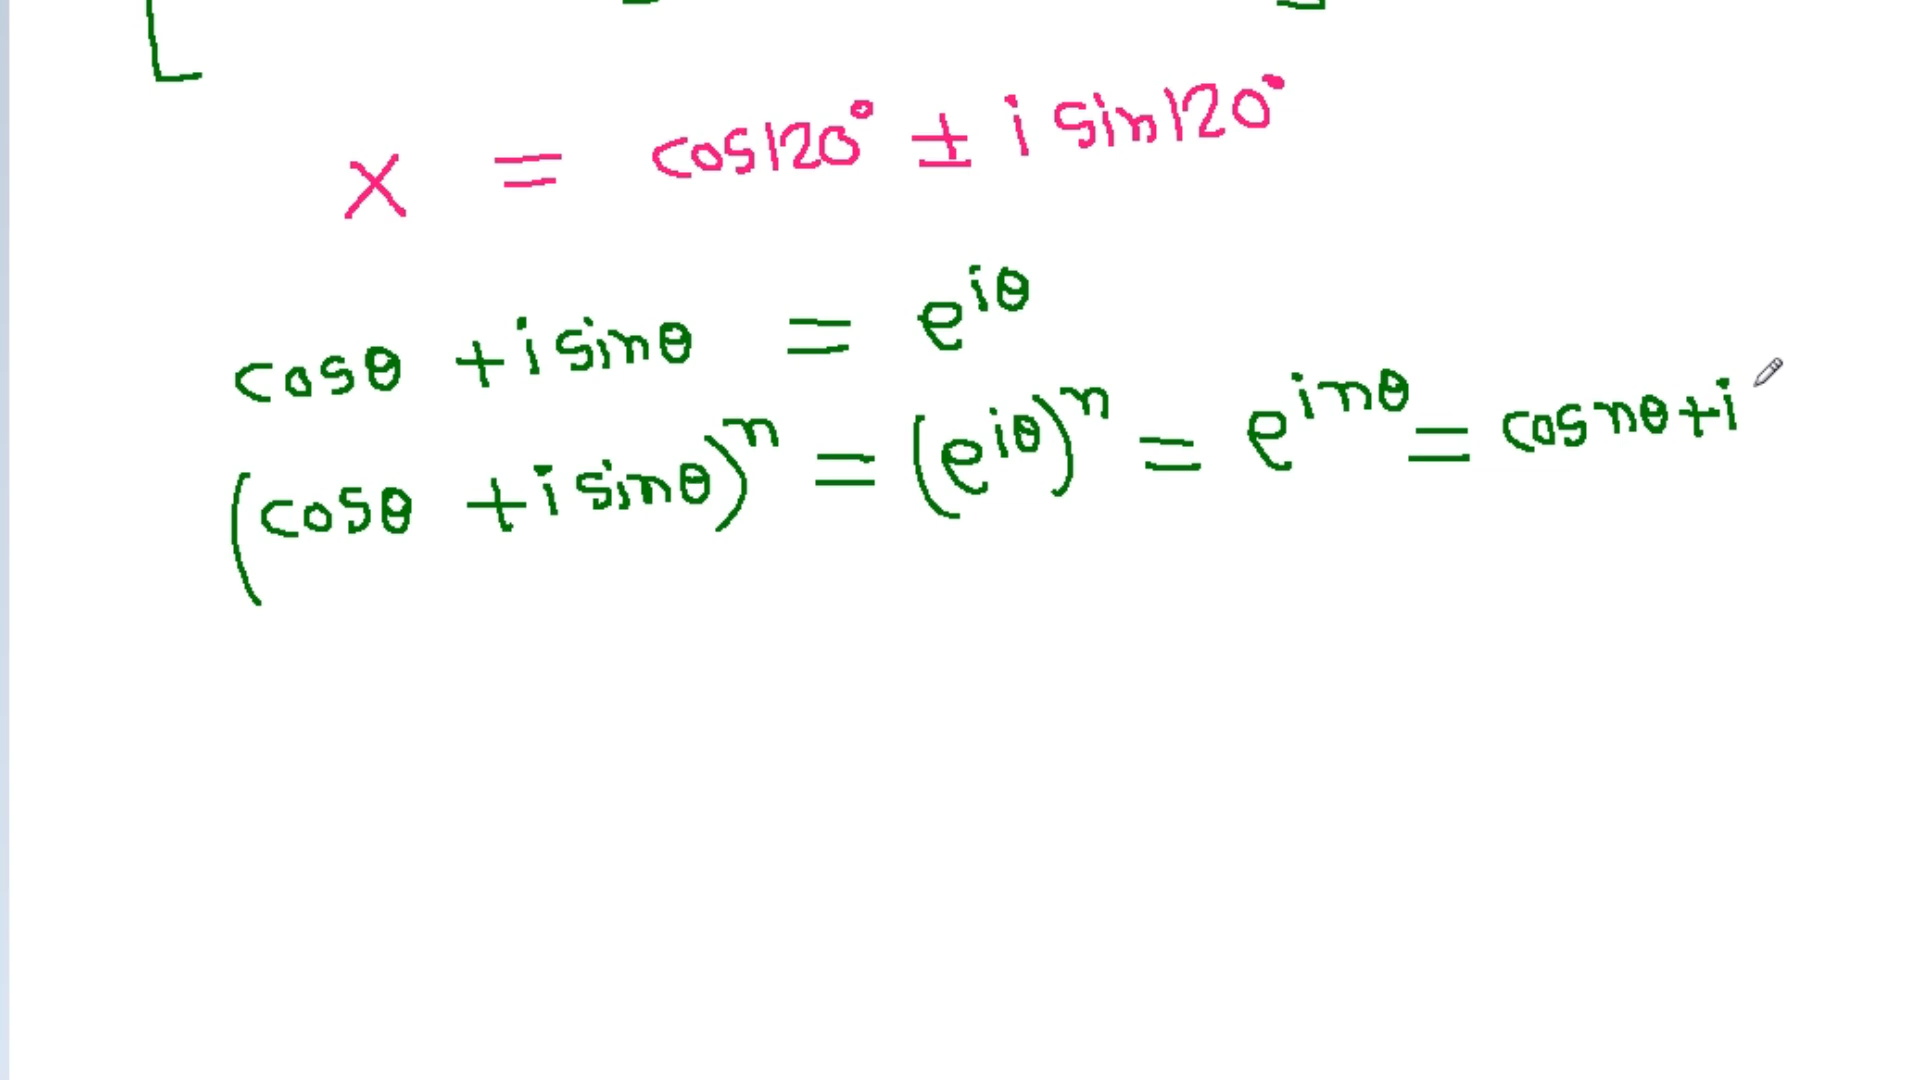 x = cos120° ± i sin120°
cosθ + i sinθ = e^{iθ}
(cosθ + i sinθ)^n = (e^{iθ})^n = e^{inθ} = cos nθ + i